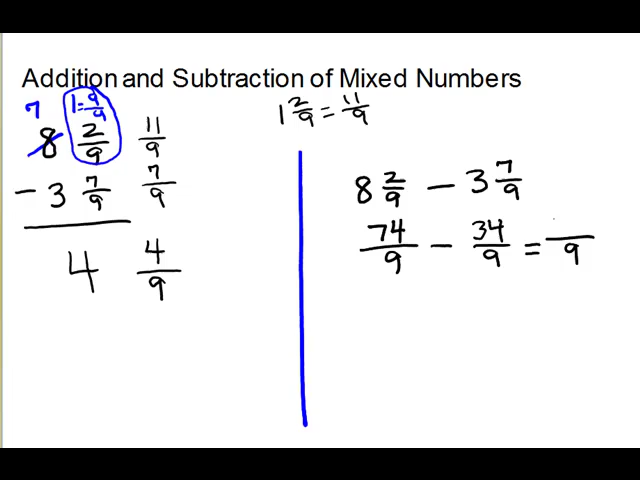 Addition and Subtraction of Mixed Numbers
7 1=9/9 1 2/9 = 11/9
8 2/9 11/9
- 3 7/9 7/9
4 4/9
8 2/9 - 3 7/9
74/9 - 34/9 = /9